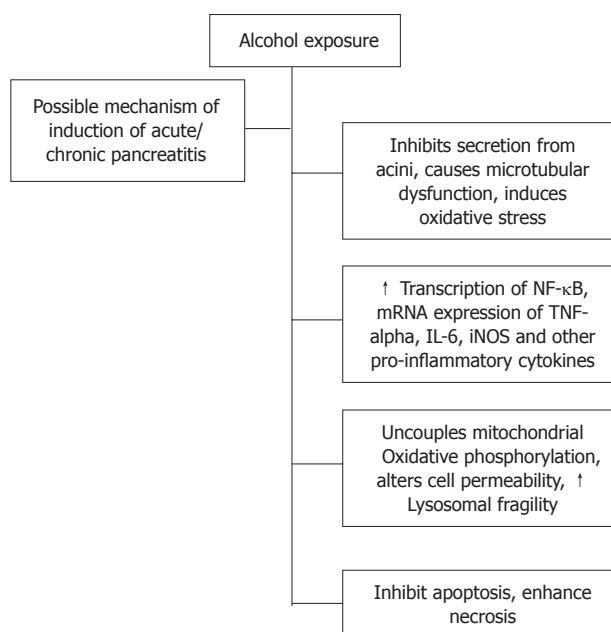 Alcohol exposure
Possible mechanism of
induction of acute/
chronic pancreatitis
Inhibits secretion from
acini, causes microtubular
dysfunction, induces
oxidative stress
↑ Transcription of NF-κB,
mRNA expression of TNF-
alpha, IL-6, iNOS and other
pro-inflammatory cytokines
Uncouples mitochondrial
Oxidative phosphorylation,
alters cell permeability, ↑
Lysosomal fragility
Inhibit apoptosis, enhance
necrosis